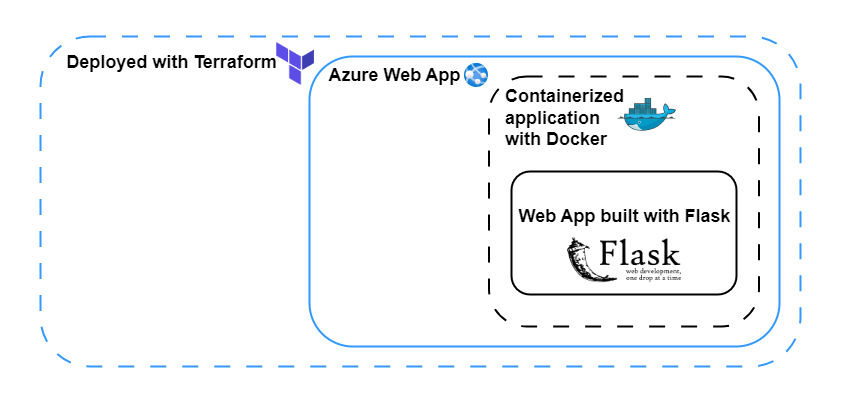 Deployed with Terraform
Azure Web App
Containerized
application
with Docker
Web App built with Flask
Flask
web development,
one drop at a time